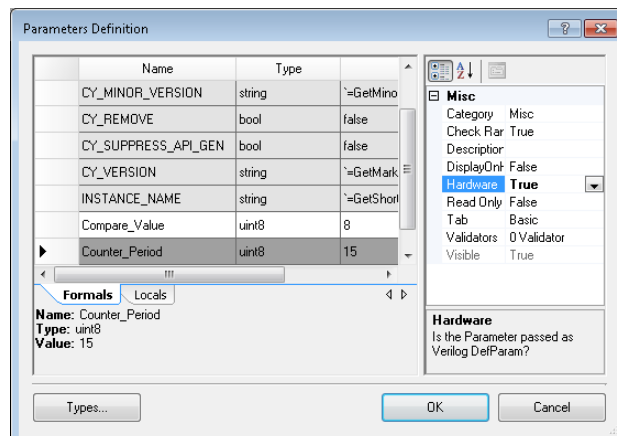 Parameters Definition
Name Type
CY_MINOR_VERSION string `=GetMino
CY_REMOVE bool false
CY_SUPPRESS_API_GEN bool false
CY_VERSION string `=GetMark
INSTANCE_NAME string `=GetShort
Compare_Value uint8 8
Counter_Period uint8 15
Formals Locals
Name: Counter_Period
Type: uint8
Value: 15
Misc
Category Misc
Check Rar True
Descriptior
DisplayOnl False
Hardware True
Read Only False
Tab Basic
Validators 0 Validator
Visible True
Hardware
Is the Parameter passed as
Verilog DefParam?
Types... OK Cancel